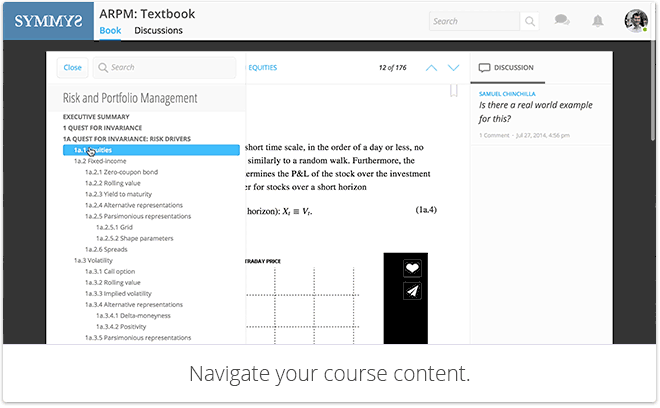 SYMMYS
ARPM: Textbook
Book Discussions
Search
Close
Search
EQUITIES
12 of 176
DISCUSSION
Risk and Portfolio Management
EXECUTIVE SUMMARY
1 QUEST FOR INVARIANCE
1A QUEST FOR INVARIANCE: RISK DRIVERS
1a.1 Equities
1a.2 Fixed-income
1a.2.1 Zero-coupon bond
1a.2.2 Rolling value
1a.2.3 Yield to maturity
1a.2.4 Alternative representations
1a.2.5 Parsimonious representations
1a.2.5.1 Grid
1a.2.5.2 Shape parameters
1a.2.6 Spreads
1a.3 Volatility
1a.3.1 Call option
1a.3.2 Rolling value
1a.3.3 Implied volatility
1a.3.4 Alternative representations
1a.3.4.1 Delta-moneyness
1a.3.4.2 Positivity
1a.3.5 Parsimonious representations
short time scale, in the order of a day or less, no
similarly to a random walk. Furthermore, the
ermines the P&L of the stock over the investment
er for stocks over a short horizon
horizon): Xₜ ≡ Vₜ. (1a.4)
TRADAY PRICE
SAMUEL CHINCHILLA
Is there a real world example
for this?
1 Comment - Jul 27, 2014, 4:56 pm
Navigate your course content.